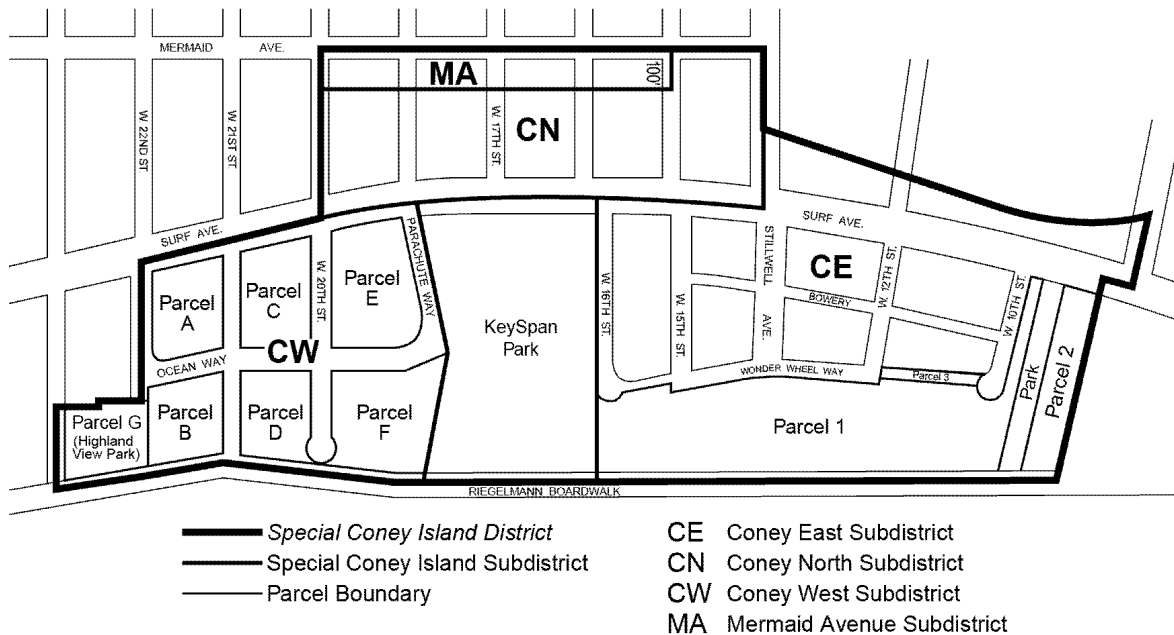 MERMAID AVE.
MA
100'
W. 22ND ST.
W. 21ST ST.
W. 17TH ST.
CN
SURF AVE.
SURF AVE.
W. 20TH ST.
PARACHUTE WAY
Parcel
A
Parcel
C
Parcel
E
KeySpan
Park
W. 16TH ST.
W. 15TH ST.
STILLWELL AVE.
CE
BOWERY
W. 12TH ST.
W. 10TH ST.
CW
OCEAN WAY
WONDER WHEEL WAY
Parcel 3
Park
Parcel 2
Parcel G
(Highland
View Park)
Parcel
B
Parcel
D
Parcel
F
Parcel 1
RIEGELMANN BOARDWALK
Special Coney Island District
Special Coney Island Subdistrict
Parcel Boundary
CE Coney East Subdistrict
CN Coney North Subdistrict
CW Coney West Subdistrict
MA Mermaid Avenue Subdistrict